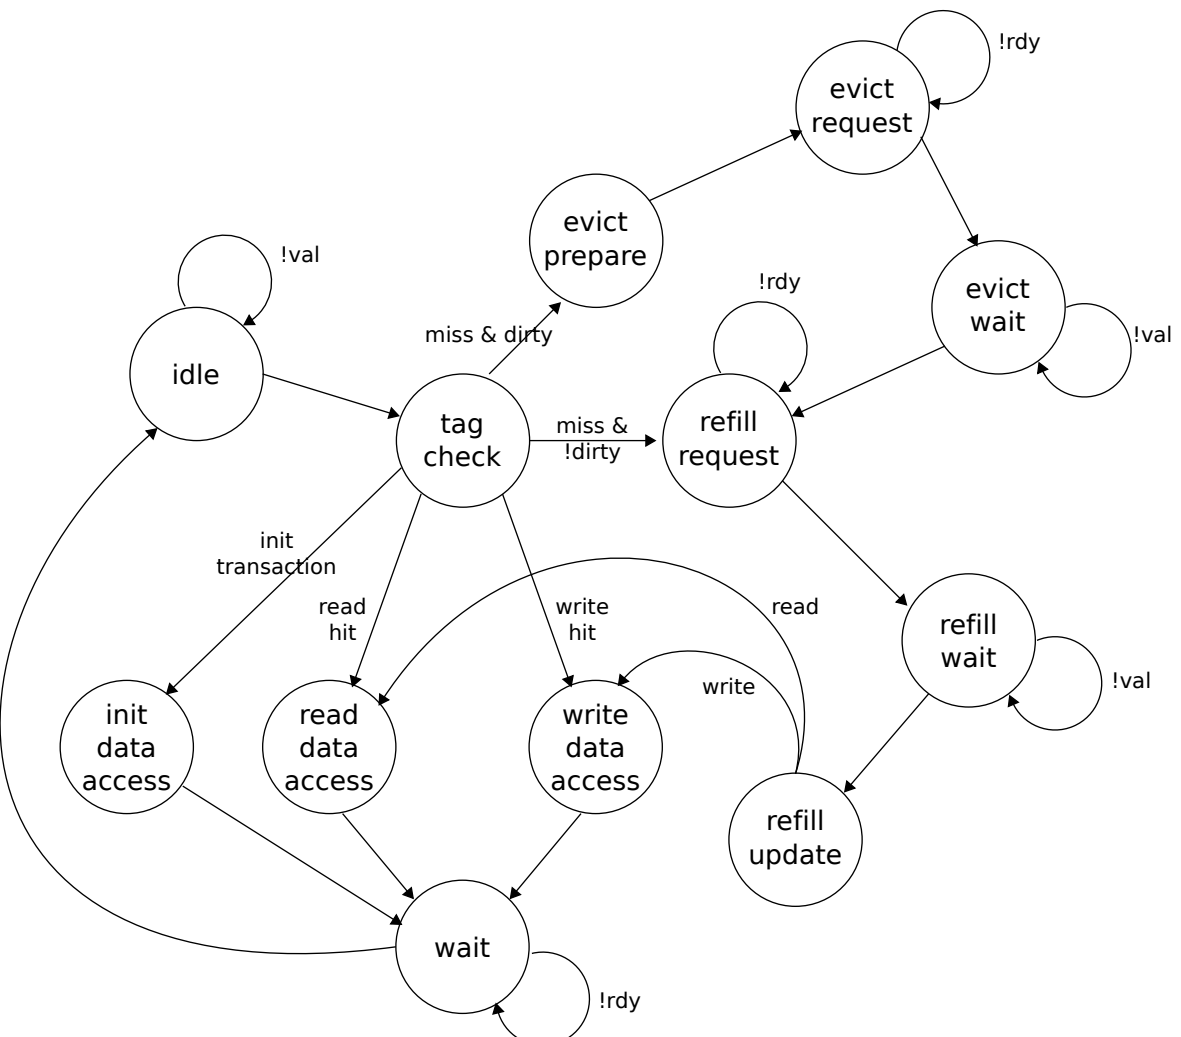 !rdy
evict
request
evict
prepare
!val
!rdy
evict
wait
miss & dirty
!val
idle
tag
check
miss &
!dirty
refill
request
init
transaction
read
hit
write
hit
read
refill
wait
!val
write
init
data
access
read
data
access
write
data
access
refill
update
wait
!rdy